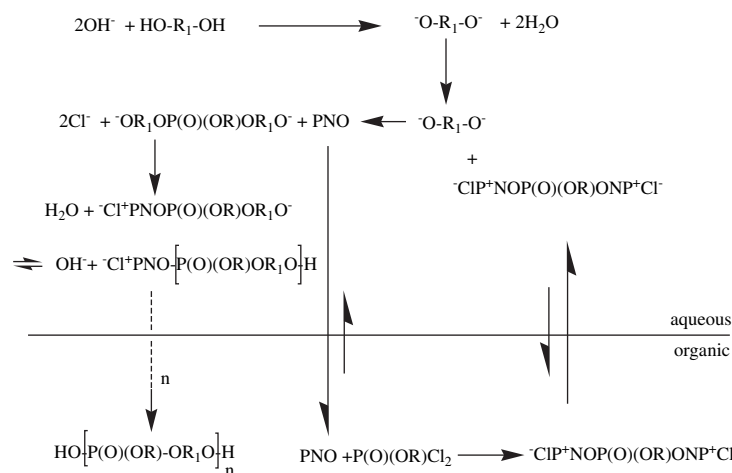 2OH⁻ + HO-R₁-OH ⁻O-R₁-O⁻ + 2H₂O
2Cl⁻ + ⁻OR₁OP(O)(OR)OR₁O⁻ + PNO ⁻O-R₁-O⁻
+
⁻ClP⁺NOP(O)(OR)ONP⁺Cl⁻
H₂O + ⁻Cl⁺PNOP(O)(OR)OR₁O⁻
⇌ OH⁻+ ⁻Cl⁺PNO-[P(O)(OR)OR₁O]-H
aqueous
organic
n
HO-[P(O)(OR)-OR₁O]ₙ-H PNO +P(O)(OR)Cl₂ ⁻ClP⁺NOP(O)(OR)ONP⁺Cl